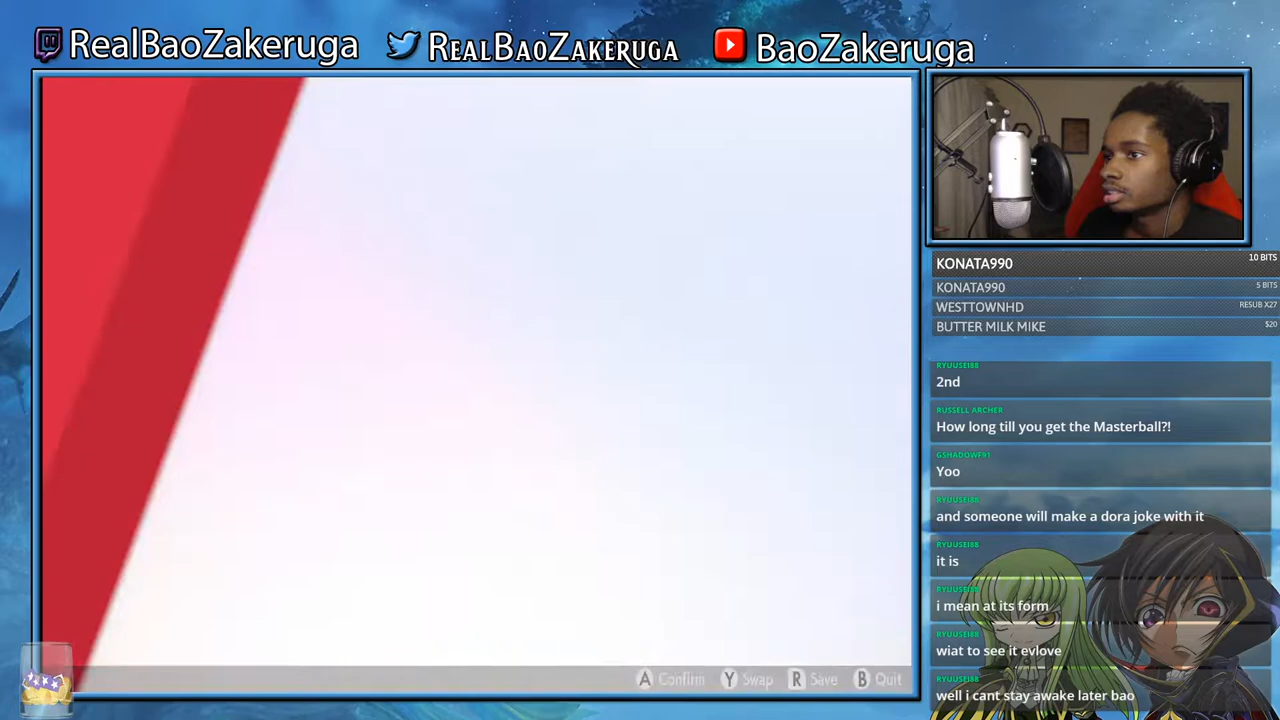 RealBaoZakeruga RealBaoZakeruga BaoZakeruga
KONATA990 10 BITS
KONATA990 5 BITS
WESTTOWNHD RESUB X27
BUTTER MILK MIKE $20
RYUUSEI88
2nd
RUSSELL ARCHER
How long till you get the Masterball?!
GSHADOWF91
Yoo
RYUUSEI88
and someone will make a dora joke with it
RYUUSEI88
it is
RYUUSEI88
i mean at its form
RYUUSEI88
wiat to see it evlove
RYUUSEI88
well i cant stay awake later bao
A Confirm Y Swap R Save B Quit